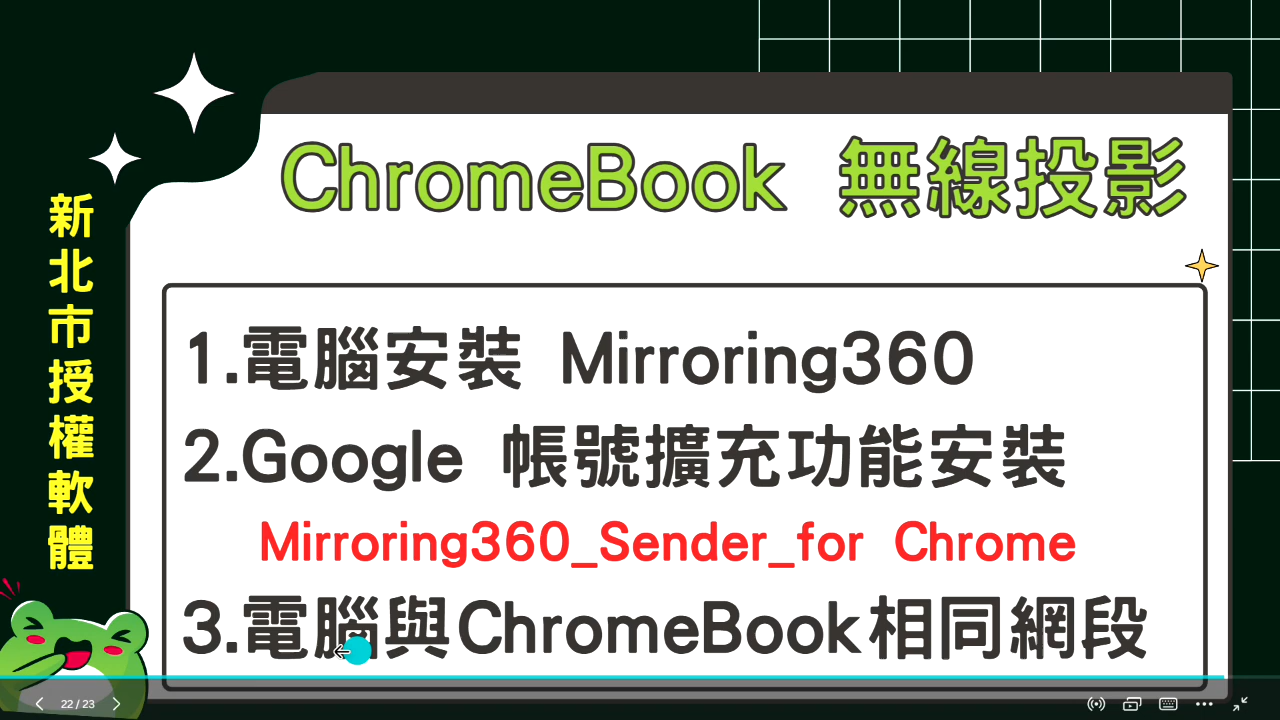 ChromeBook 無線投影
新北市授權軟體
1.電腦安裝 Mirroring360
2.Google 帳號擴充功能安裝
Mirroring360_Sender_for Chrome
3.電腦與ChromeBook相同網段
22 / 23